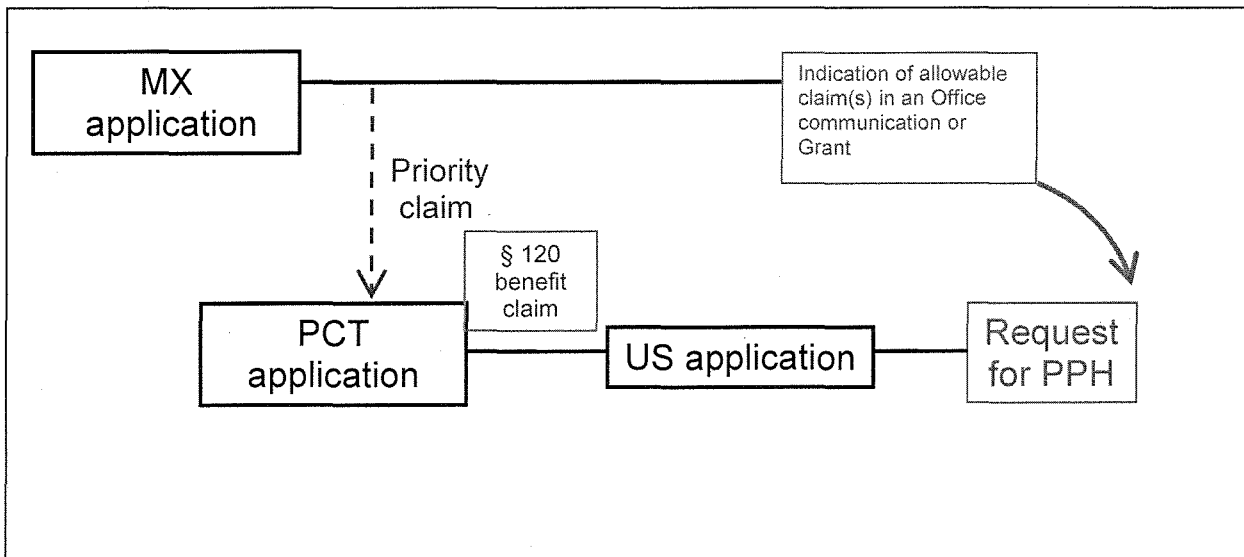 MX
application
Indication of allowable
claim(s) in an Office
communication or
Grant
Priority
claim
§ 120
benefit
claim
PCT
application
US application
Request
for PPH